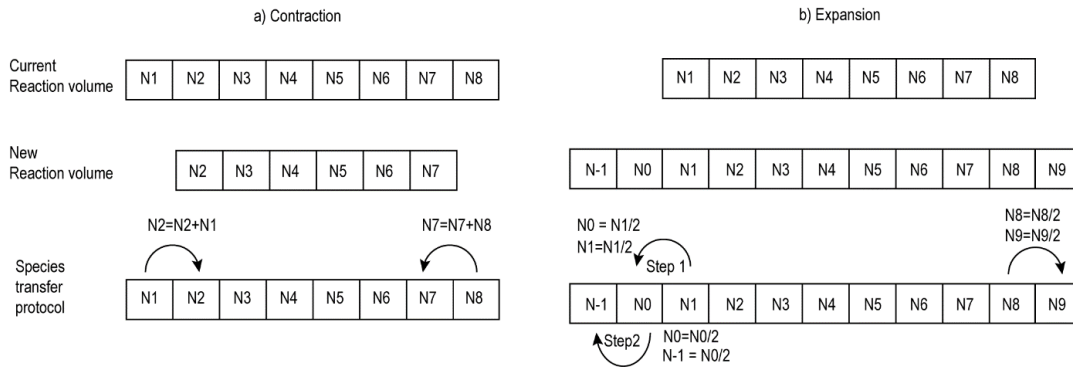 a) Contraction
b) Expansion
Current
Reaction volume
N1 N2 N3 N4 N5 N6 N7 N8
N1 N2 N3 N4 N5 N6 N7 N8
New
Reaction volume
N2 N3 N4 N5 N6 N7
N-1 N0 N1 N2 N3 N4 N5 N6 N7 N8 N9
N2=N2+N1
N7=N7+N8
N0 = N1/2
N1=N1/2
Step 1
N8=N8/2
N9=N9/2
Species
transfer
protocol
N1 N2 N3 N4 N5 N6 N7 N8
N-1 N0 N1 N2 N3 N4 N5 N6 N7 N8 N9
Step2
N0=N0/2
N-1 = N0/2